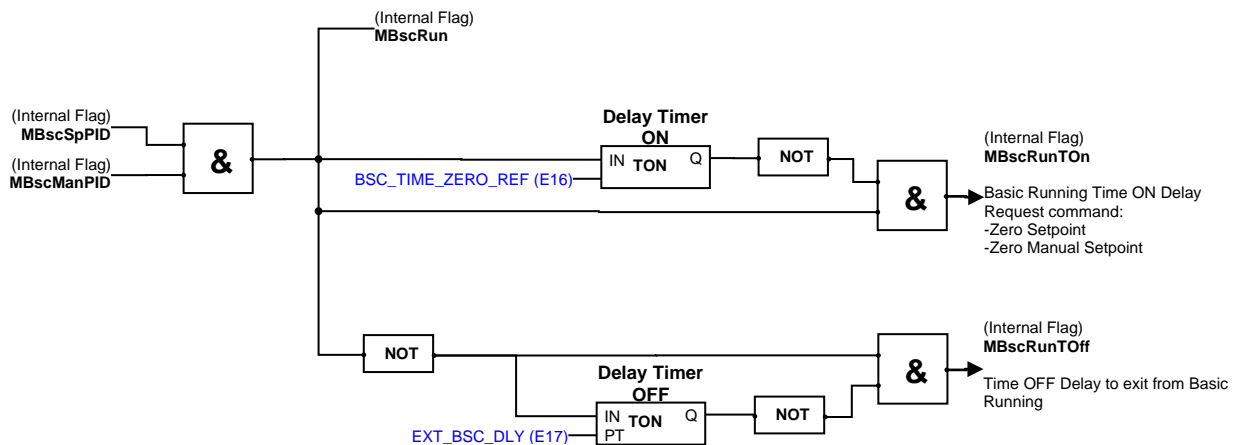 (Internal Flag)
MBscRun
(Internal Flag)
MBscSpPID
(Internal Flag)
MBscManPID
&
Delay Timer
ON
IN TON Q
BSC_TIME_ZERO_REF (E16)
NOT
&
(Internal Flag)
MBscRunTOn
Basic Running Time ON Delay
Request command:
-Zero Setpoint
-Zero Manual Setpoint
NOT
Delay Timer
OFF
IN TON Q
PT
EXT_BSC_DLY (E17)
NOT
&
(Internal Flag)
MBscRunTOff
Time OFF Delay to exit from Basic
Running